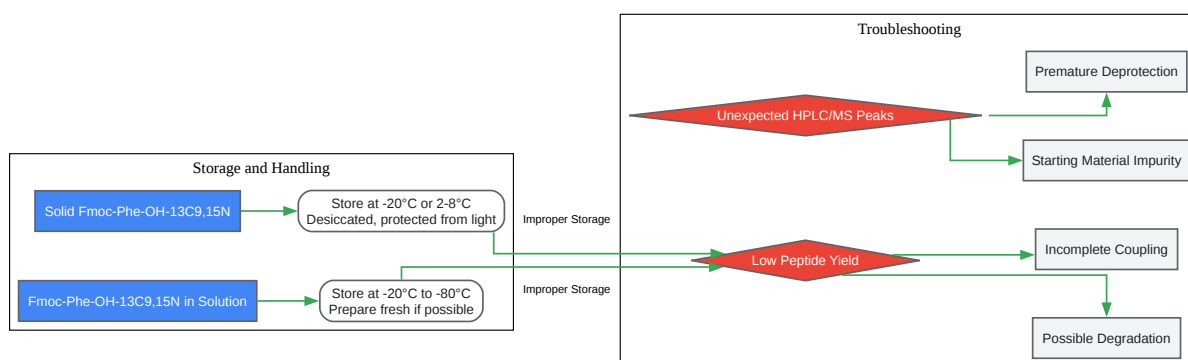 Storage and Handling
Solid Fmoc-Phe-OH-13C9,15N
Store at -20°C or 2-8°C
Desiccated, protected from light
Fmoc-Phe-OH-13C9,15N in Solution
Store at -20°C to -80°C
Prepare fresh if possible
Improper Storage
Improper Storage
Troubleshooting
Unexpected HPLC/MS Peaks
Premature Deprotection
Starting Material Impurity
Low Peptide Yield
Incomplete Coupling
Possible Degradation